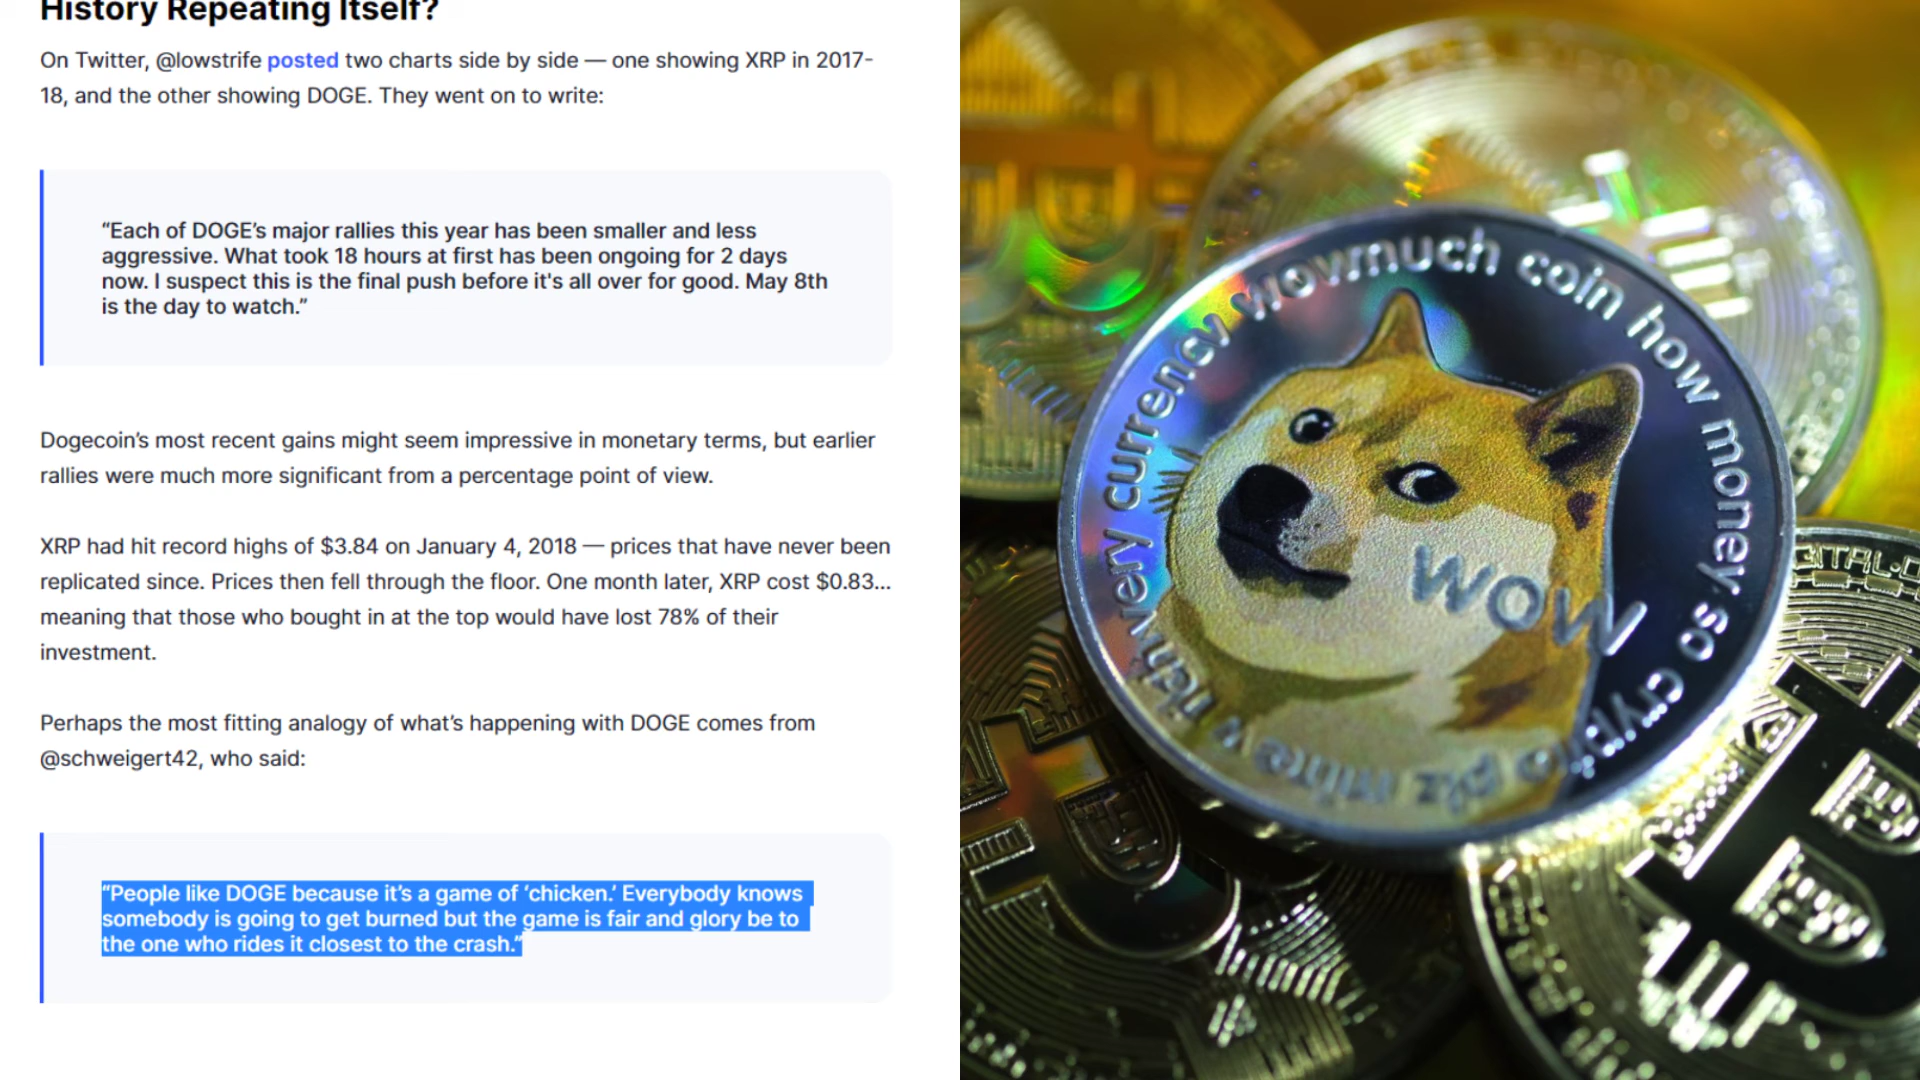 History Repeating Itself?
On Twitter, @lowstrife posted two charts side by side — one showing XRP in 2017-
18, and the other showing DOGE. They went on to write:
“Each of DOGE’s major rallies this year has been smaller and less
aggressive. What took 18 hours at first has been ongoing for 2 days
now. I suspect this is the final push before it's all over for good. May 8th
is the day to watch.”
Dogecoin’s most recent gains might seem impressive in monetary terms, but earlier
rallies were much more significant from a percentage point of view.
XRP had hit record highs of $3.84 on January 4, 2018 — prices that have never been
replicated since. Prices then fell through the floor. One month later, XRP cost $0.83...
meaning that those who bought in at the top would have lost 78% of their
investment.
Perhaps the most fitting analogy of what’s happening with DOGE comes from
@schweigert42, who said:
“People like DOGE because it’s a game of ‘chicken.’ Everybody knows
somebody is going to get burned but the game is fair and glory be to
the one who rides it closest to the crash.”
very currency wow much coin how money so crypto plz mine v rich
wow